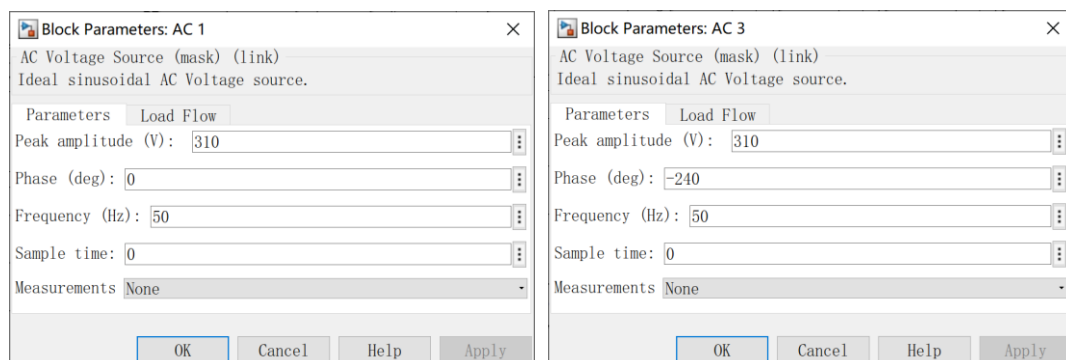 Block Parameters: AC 1
AC Voltage Source (mask) (link)
Ideal sinusoidal AC Voltage source.
Parameters Load Flow
Peak amplitude (V): 310
Phase (deg): 0
Frequency (Hz): 50
Sample time: 0
Measurements None
OK Cancel Help Apply
Block Parameters: AC 3
AC Voltage Source (mask) (link)
Ideal sinusoidal AC Voltage source.
Parameters Load Flow
Peak amplitude (V): 310
Phase (deg): -240
Frequency (Hz): 50
Sample time: 0
Measurements None
OK Cancel Help Apply